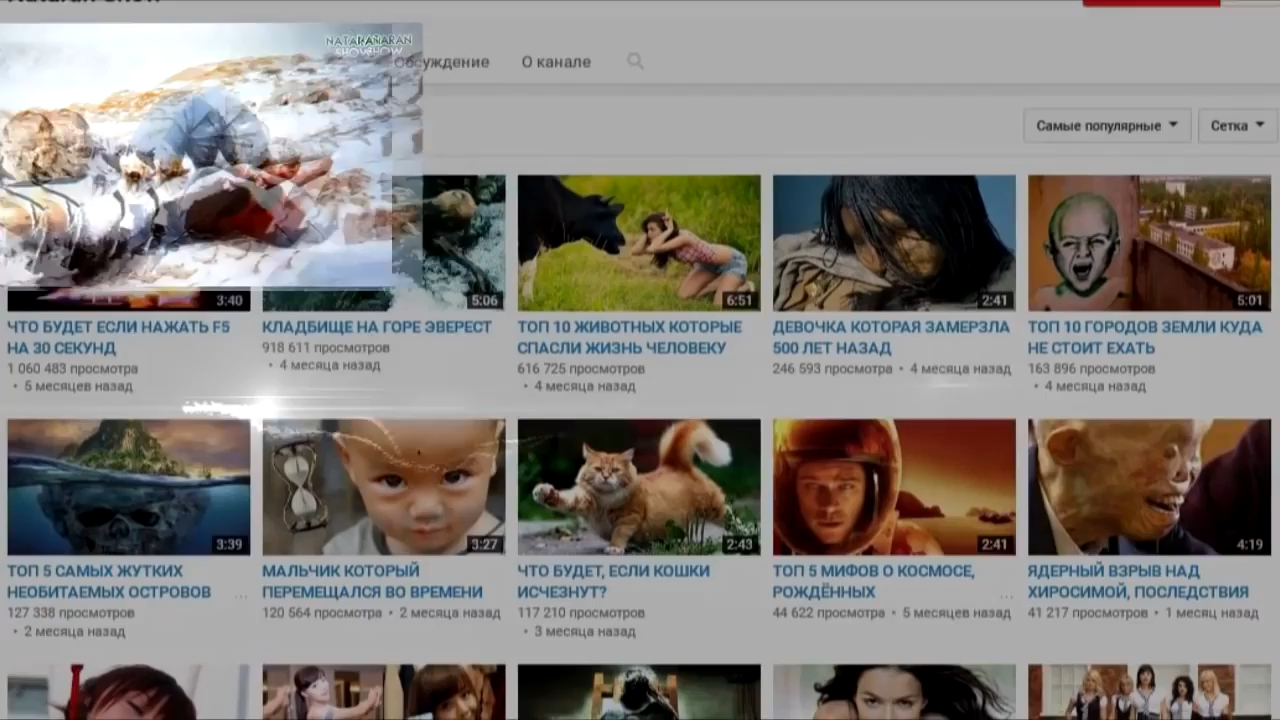 Обсуждение
О канале
Самые популярные
Сетка
3:40
5:06
6:51
2:41
5:01
ЧТО БУДЕТ ЕСЛИ НАЖАТЬ F5
НА 30 СЕКУНД
1 060 483 просмотра
• 5 месяцев назад
КЛАДБИЩЕ НА ГОРЕ ЭВЕРЕСТ
918 611 просмотров
• 4 месяца назад
ТОП 10 ЖИВОТНЫХ КОТОРЫЕ
СПАСЛИ ЖИЗНЬ ЧЕЛОВЕКУ
616 725 просмотров
• 4 месяца назад
ДЕВОЧКА КОТОРАЯ ЗАМЕРЗЛА
500 ЛЕТ НАЗАД
246 593 просмотра • 4 месяца назад
ТОП 10 ГОРОДОВ ЗЕМЛИ КУДА
НЕ СТОИТ ЕХАТЬ
163 896 просмотров
• 4 месяца назад
3:39
3:27
2:43
2:41
4:19
ТОП 5 САМЫХ ЖУТКИХ
НЕОБИТАЕМЫХ ОСТРОВОВ ...
127 338 просмотров
• 2 месяца назад
МАЛЬЧИК КОТОРЫЙ
ПЕРЕМЕЩАЛСЯ ВО ВРЕМЕНИ
120 564 просмотра • 2 месяца назад
ЧТО БУДЕТ, ЕСЛИ КОШКИ
ИСЧЕЗНУТ?
117 210 просмотров
• 3 месяца назад
ТОП 5 МИФОВ О КОСМОСЕ,
РОЖДЁННЫХ ...
44 622 просмотра • 5 месяцев назад
ЯДЕРНЫЙ ВЗРЫВ НАД
ХИРОСИМОЙ, ПОСЛЕДСТВИЯ
41 217 просмотров • 1 месяц назад